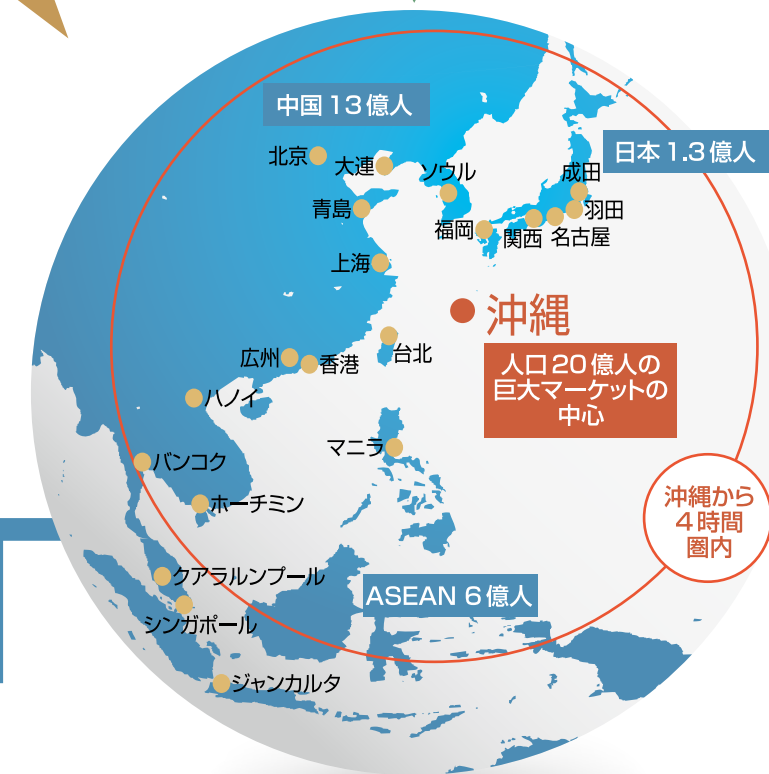 中国13億人
日本1.3億人
北京
大連
ソウル
成田
青島
羽田
福岡
関西
名古屋
上海
沖縄
台北
広州
香港
人口20億人の
巨大マーケットの
中心
ハノイ
マニラ
バンコク
ホーチミン
沖縄から
4時間
圏内
クアラルンプール
ASEAN 6億人
シンガポール
ジャンカルタ